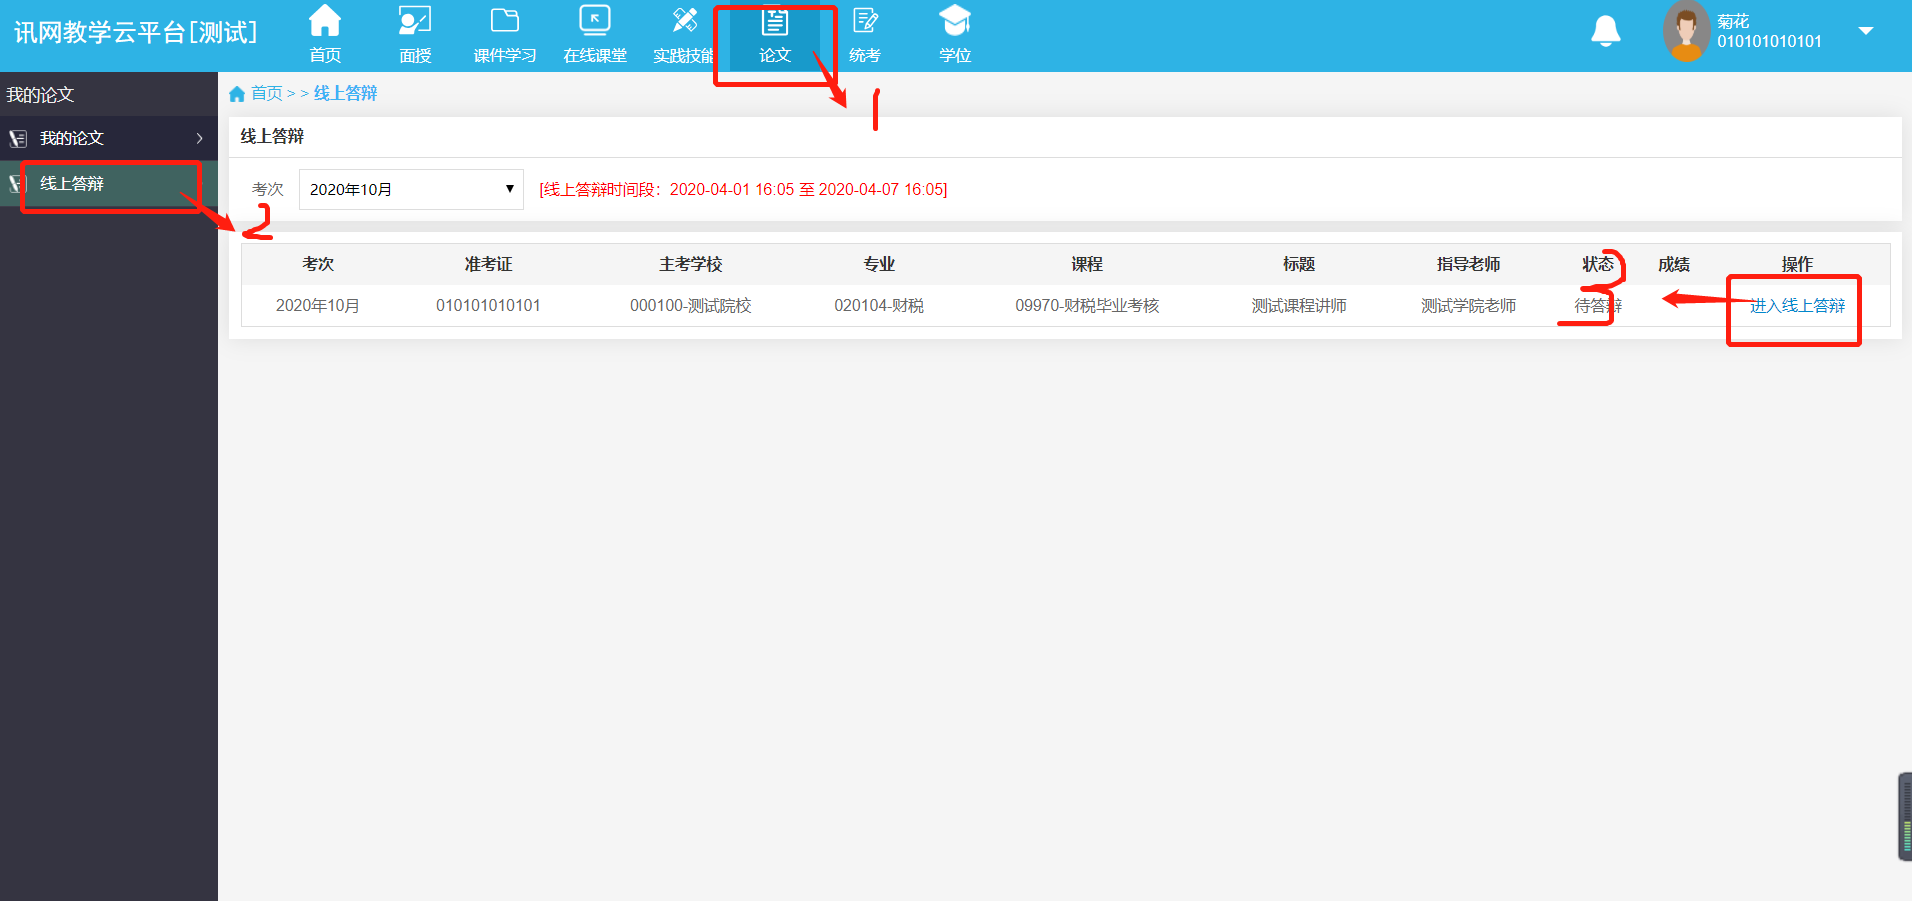 讯网教学云平台[测试]
首页 面授 课件学习 在线课堂 实践技能 论文 统考 学位
菊花
010101010101
我的论文
我的论文
线上答辩
首页 > > 线上答辩
1
线上答辩
考次 2020年10月 [线上答辩时间段：2020-04-01 16:05 至 2020-04-07 16:05]
2
考次 准考证 主考学校 专业 课程 标题 指导老师 状态 成绩 操作
3
2020年10月 010101010101 000100-测试院校 020104-财税 09970-财税毕业考核 测试课程讲师 测试学院老师 待答辩 进入线上答辩